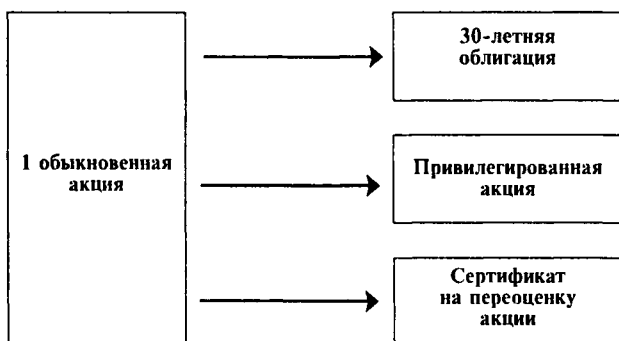 1 обыкновенная
акция
30-летняя
облигация
Привилегированная
акция
Сертификат
на переоценку
акции